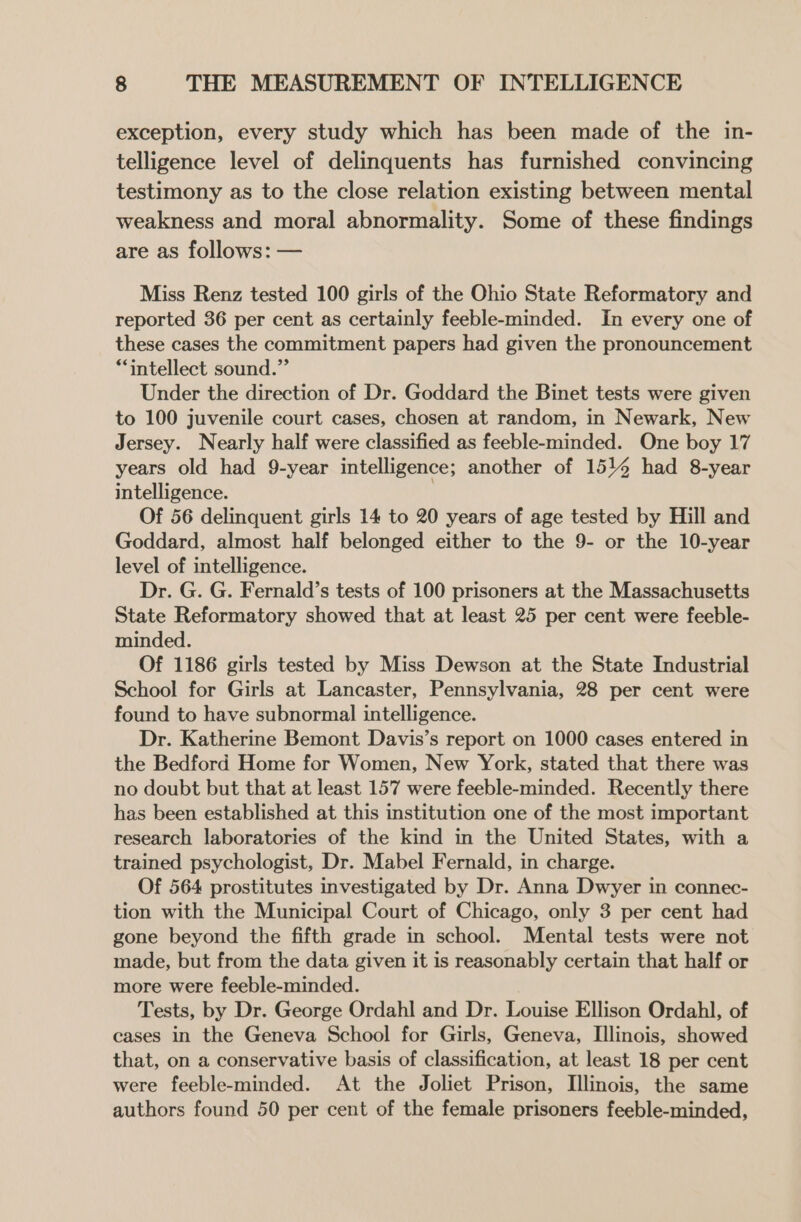 8 THE MEASUREMENT OF INTELLIGENCE
exception, every study which has been made of the in-
telligence level of delinquents has furnished convincing
testimony as to the close relation existing between mental
weakness and moral abnormality. Some of these findings
are as follows: —
Miss Renz tested 100 girls of the Ohio State Reformatory and
reported 36 per cent as certainly feeble-minded. In every one of
these cases the commitment papers had given the pronouncement
“intellect sound.”
Under the direction of Dr. Goddard the Binet tests were given
to 100 juvenile court cases, chosen at random, in Newark, New
Jersey. Nearly half were classified as feeble-minded. One boy 17
years old had 9-year intelligence; another of 15½ had 8-year
intelligence.
Of 56 delinquent girls 14 to 20 years of age tested by Hill and
Goddard, almost half belonged either to the 9- or the 10-year
level of intelligence.
Dr. G. G. Fernald’s tests of 100 prisoners at the Massachusetts
State Reformatory showed that at least 25 per cent were feeble-
minded.
Of 1186 girls tested by Miss Dewson at the State Industrial
School for Girls at Lancaster, Pennsylvania, 28 per cent were
found to have subnormal intelligence.
Dr. Katherine Bemont Davis’s report on 1000 cases entered in
the Bedford Home for Women, New York, stated that there was
no doubt but that at least 157 were feeble-minded. Recently there
has been established at this institution one of the most important
research laboratories of the kind in the United States, with a
trained psychologist, Dr. Mabel Fernald, in charge.
Of 564 prostitutes investigated by Dr. Anna Dwyer in connec-
tion with the Municipal Court of Chicago, only 3 per cent had
gone beyond the fifth grade in school. Mental tests were not
made, but from the data given it is reasonably certain that half or
more were feeble-minded.
Tests, by Dr. George Ordahl and Dr. Louise Ellison Ordahl, of
cases in the Geneva School for Girls, Geneva, Illinois, showed
that, on a conservative basis of classification, at least 18 per cent
were feeble-minded. At the Joliet Prison, Illinois, the same
authors found 50 per cent of the female prisoners feeble-minded,